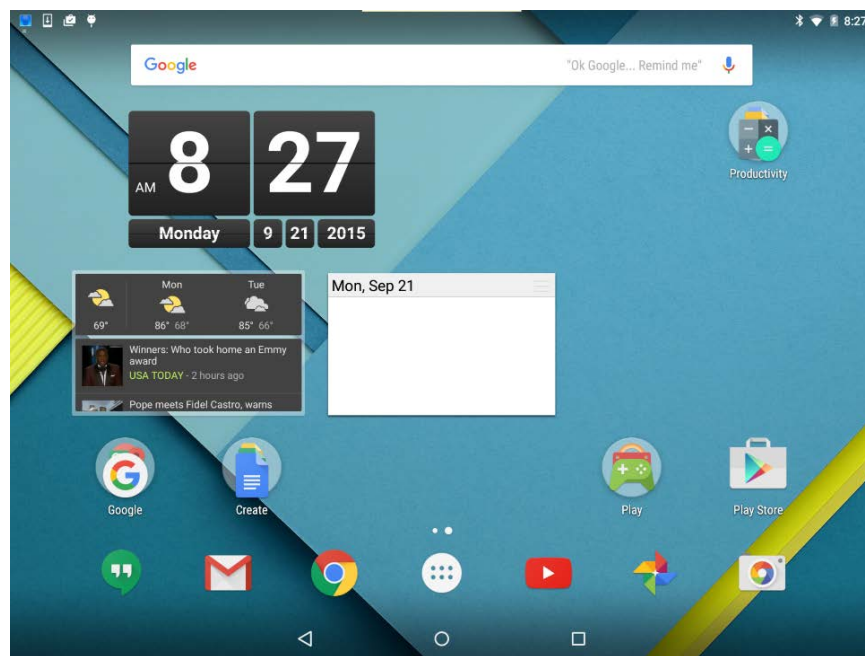 8:27
Google "Ok Google... Remind me"
Productivity
AM 8 27
Monday 9 21 2015
Mon Tue
69° 86° 68° 85° 66°
Winners: Who took home an Emmy
award
USA TODAY - 2 hours ago
Pope meets Fidel Castro, warns
Mon, Sep 21
Google Create Play Play Store